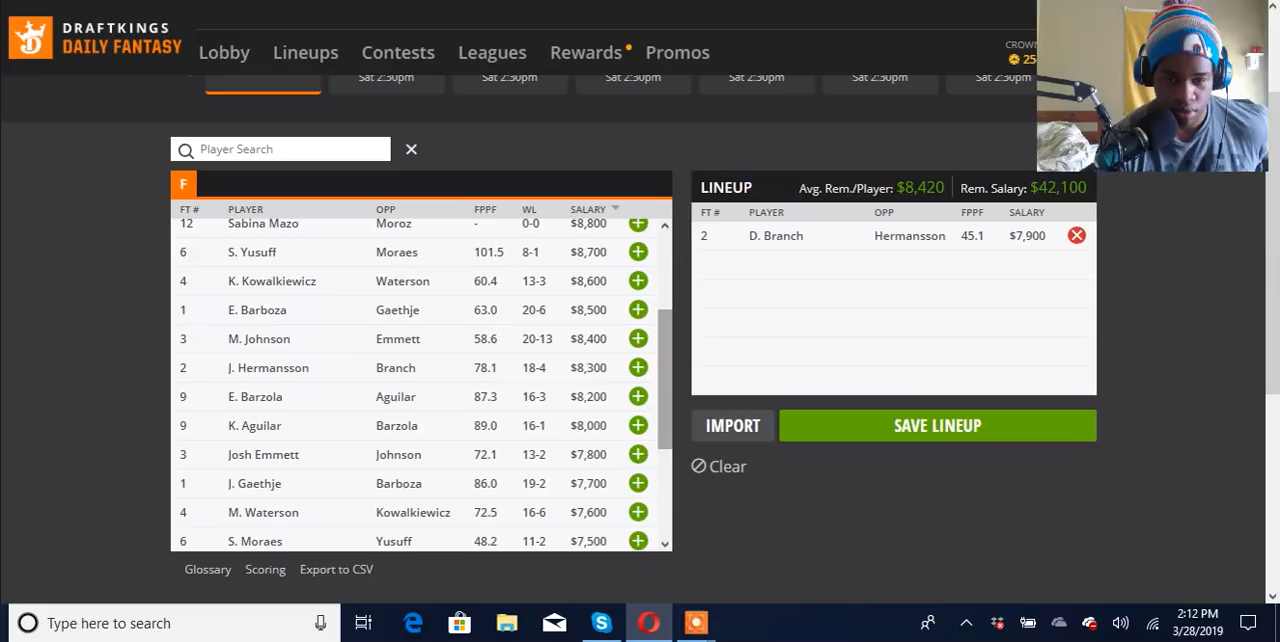 DRAFTKINGS
DAILY FANTASY
Lobby Lineups Contests Leagues Rewards Promos
CROWN
25
Sat 2:30pm Sat 2:30pm Sat 2:30pm Sat 2:30pm Sat 2:30pm Sat 2:30pm
Player Search
F
FT # PLAYER OPP FPPF WL SALARY
12 Sabina Mazo Moroz - 0-0 $8,800
6 S. Yusuff Moraes 101.5 8-1 $8,700
4 K. Kowalkiewicz Waterson 60.4 13-3 $8,600
1 E. Barboza Gaethje 63.0 20-6 $8,500
3 M. Johnson Emmett 58.6 20-13 $8,400
2 J. Hermansson Branch 78.1 18-4 $8,300
9 E. Barzola Aguilar 87.3 16-3 $8,200
9 K. Aguilar Barzola 89.0 16-1 $8,000
3 Josh Emmett Johnson 72.1 13-2 $7,800
1 J. Gaethje Barboza 86.0 19-2 $7,700
4 M. Waterson Kowalkiewicz 72.5 16-6 $7,600
6 S. Moraes Yusuff 48.2 11-2 $7,500
Glossary Scoring Export to CSV
LINEUP Avg. Rem./Player: $8,420 Rem. Salary: $42,100
FT # PLAYER OPP FPPF SALARY
2 D. Branch Hermansson 45.1 $7,900
IMPORT SAVE LINEUP
Clear
Type here to search
2:12 PM
3/28/2019